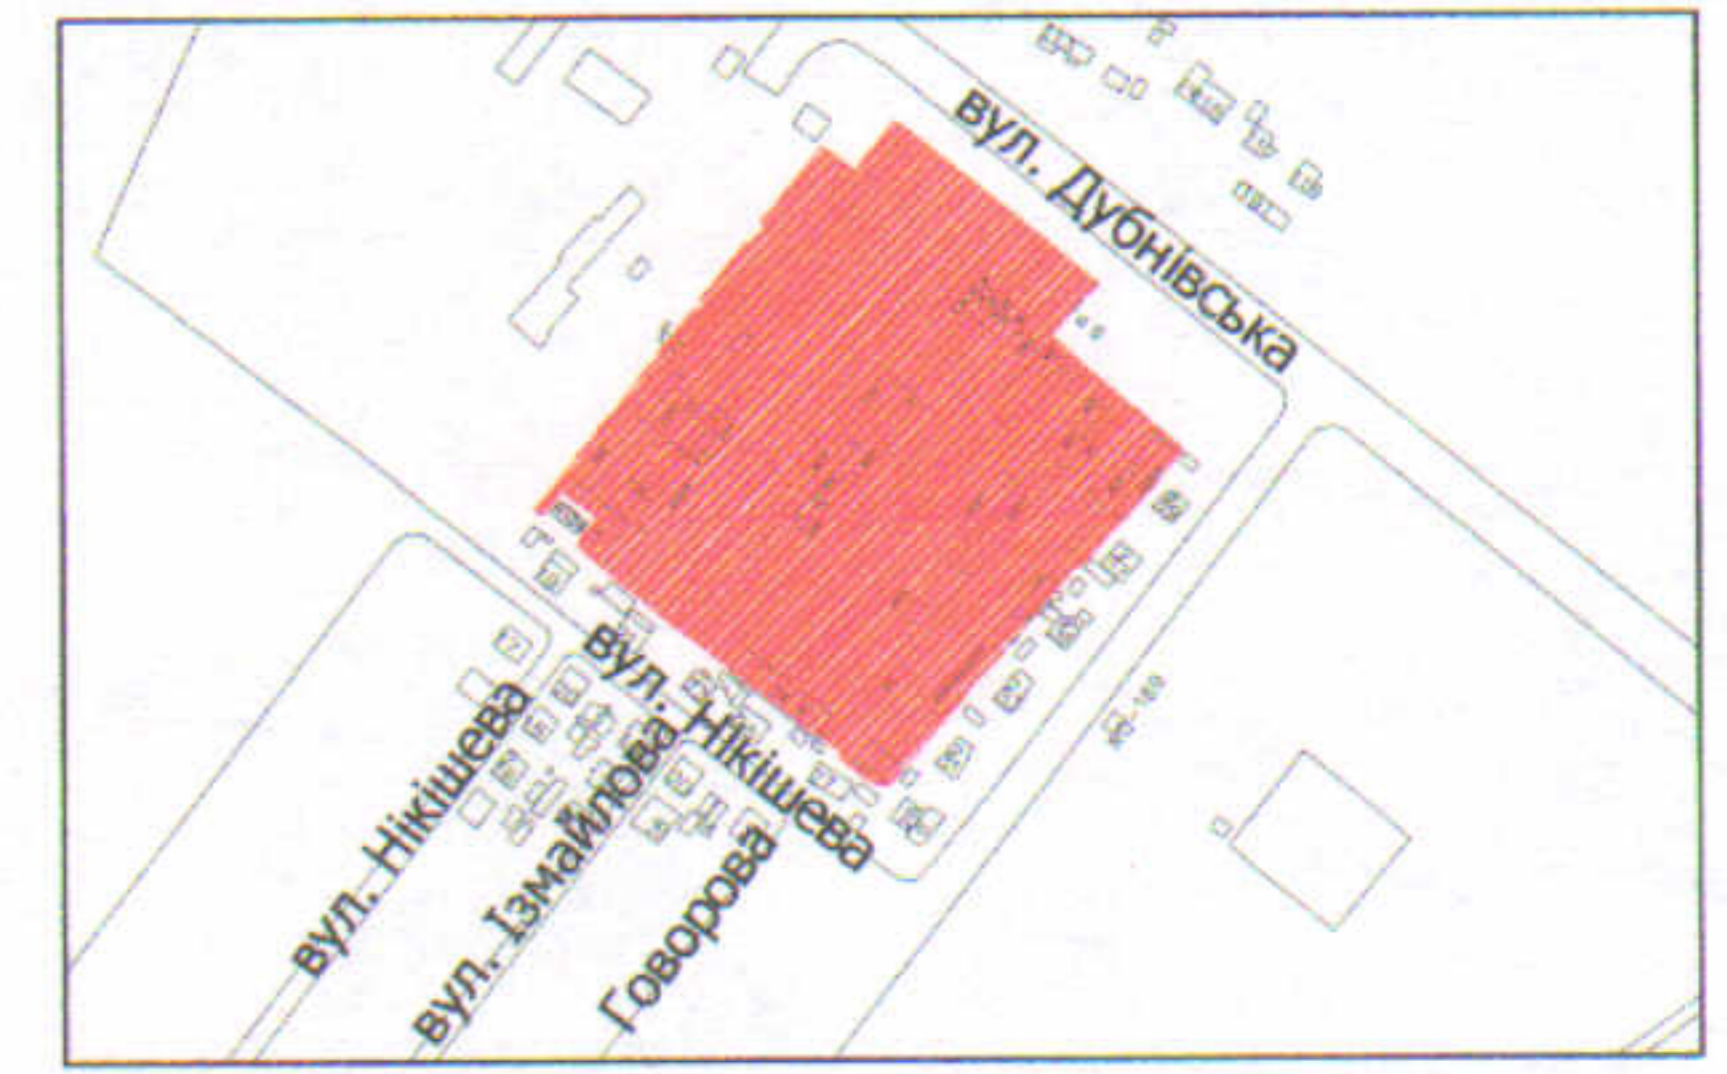 вул. Дубнівська
вул. Нікішева
вул. Нікішева
вул. Ізмайлова
Говорова